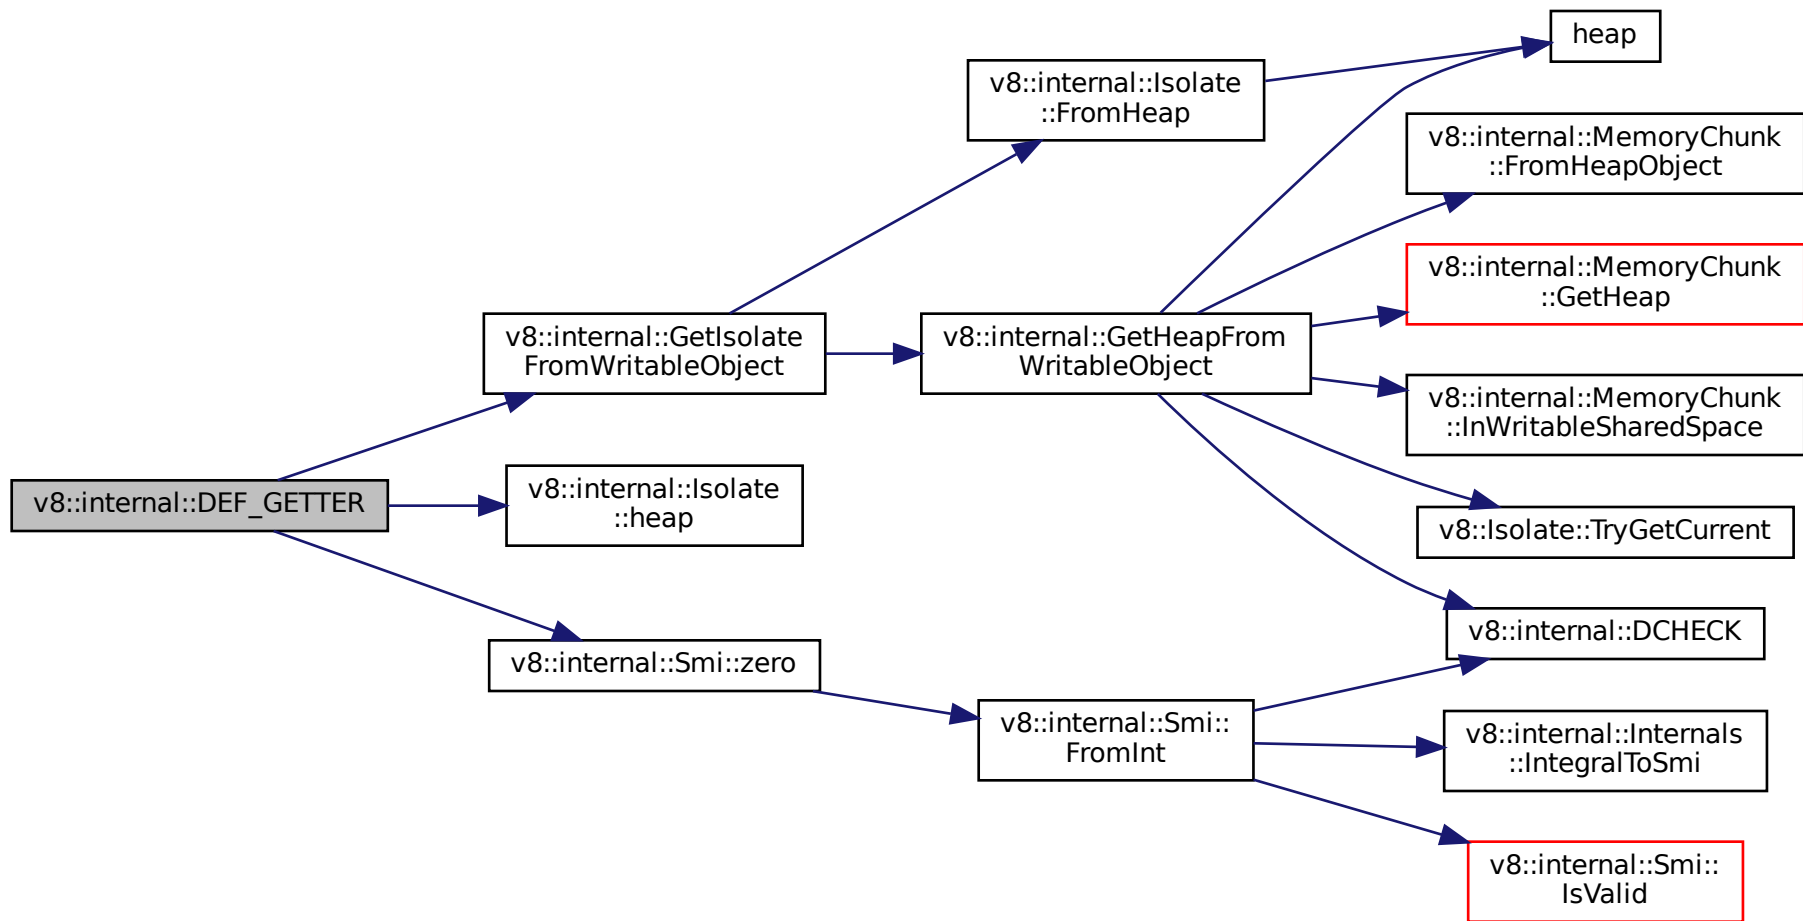 heap
v8::internal::Isolate
::FromHeap
v8::internal::MemoryChunk
::FromHeapObject
v8::internal::MemoryChunk
::GetHeap
v8::internal::GetIsolate
FromWritableObject
v8::internal::GetHeapFrom
WritableObject
v8::internal::MemoryChunk
::InWritableSharedSpace
v8::internal::DEF_GETTER
v8::internal::Isolate
::heap
v8::Isolate::TryGetCurrent
v8::internal::DCHECK
v8::internal::Smi::zero
v8::internal::Smi::
FromInt
v8::internal::Internals
::IntegralToSmi
v8::internal::Smi::
IsValid